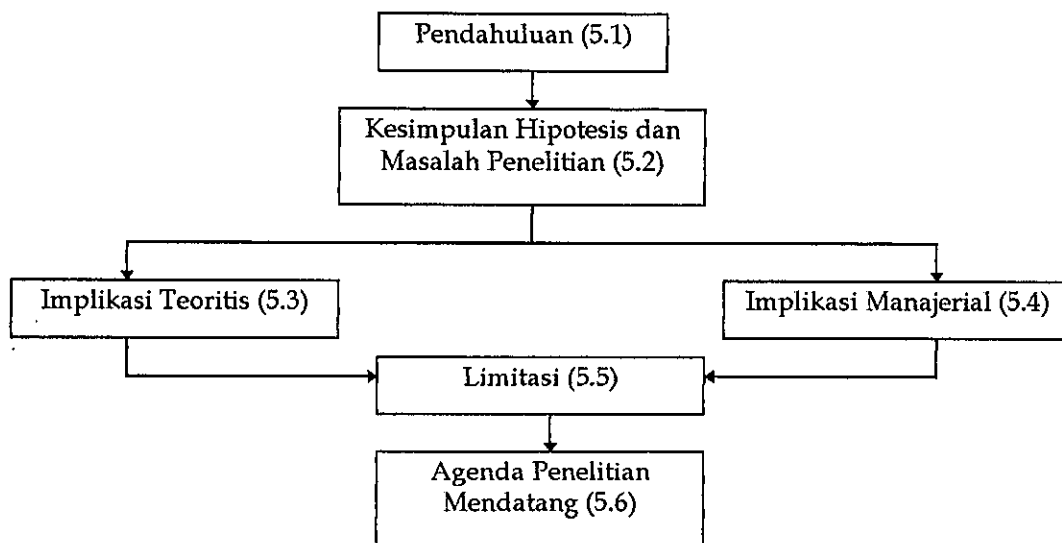 Pendahuluan (5.1)
Kesimpulan Hipotesis dan
Masalah Penelitian (5.2)
Implikasi Teoritis (5.3)
Implikasi Manajerial (5.4)
Limitasi (5.5)
Agenda Penelitian
Mendatang (5.6)